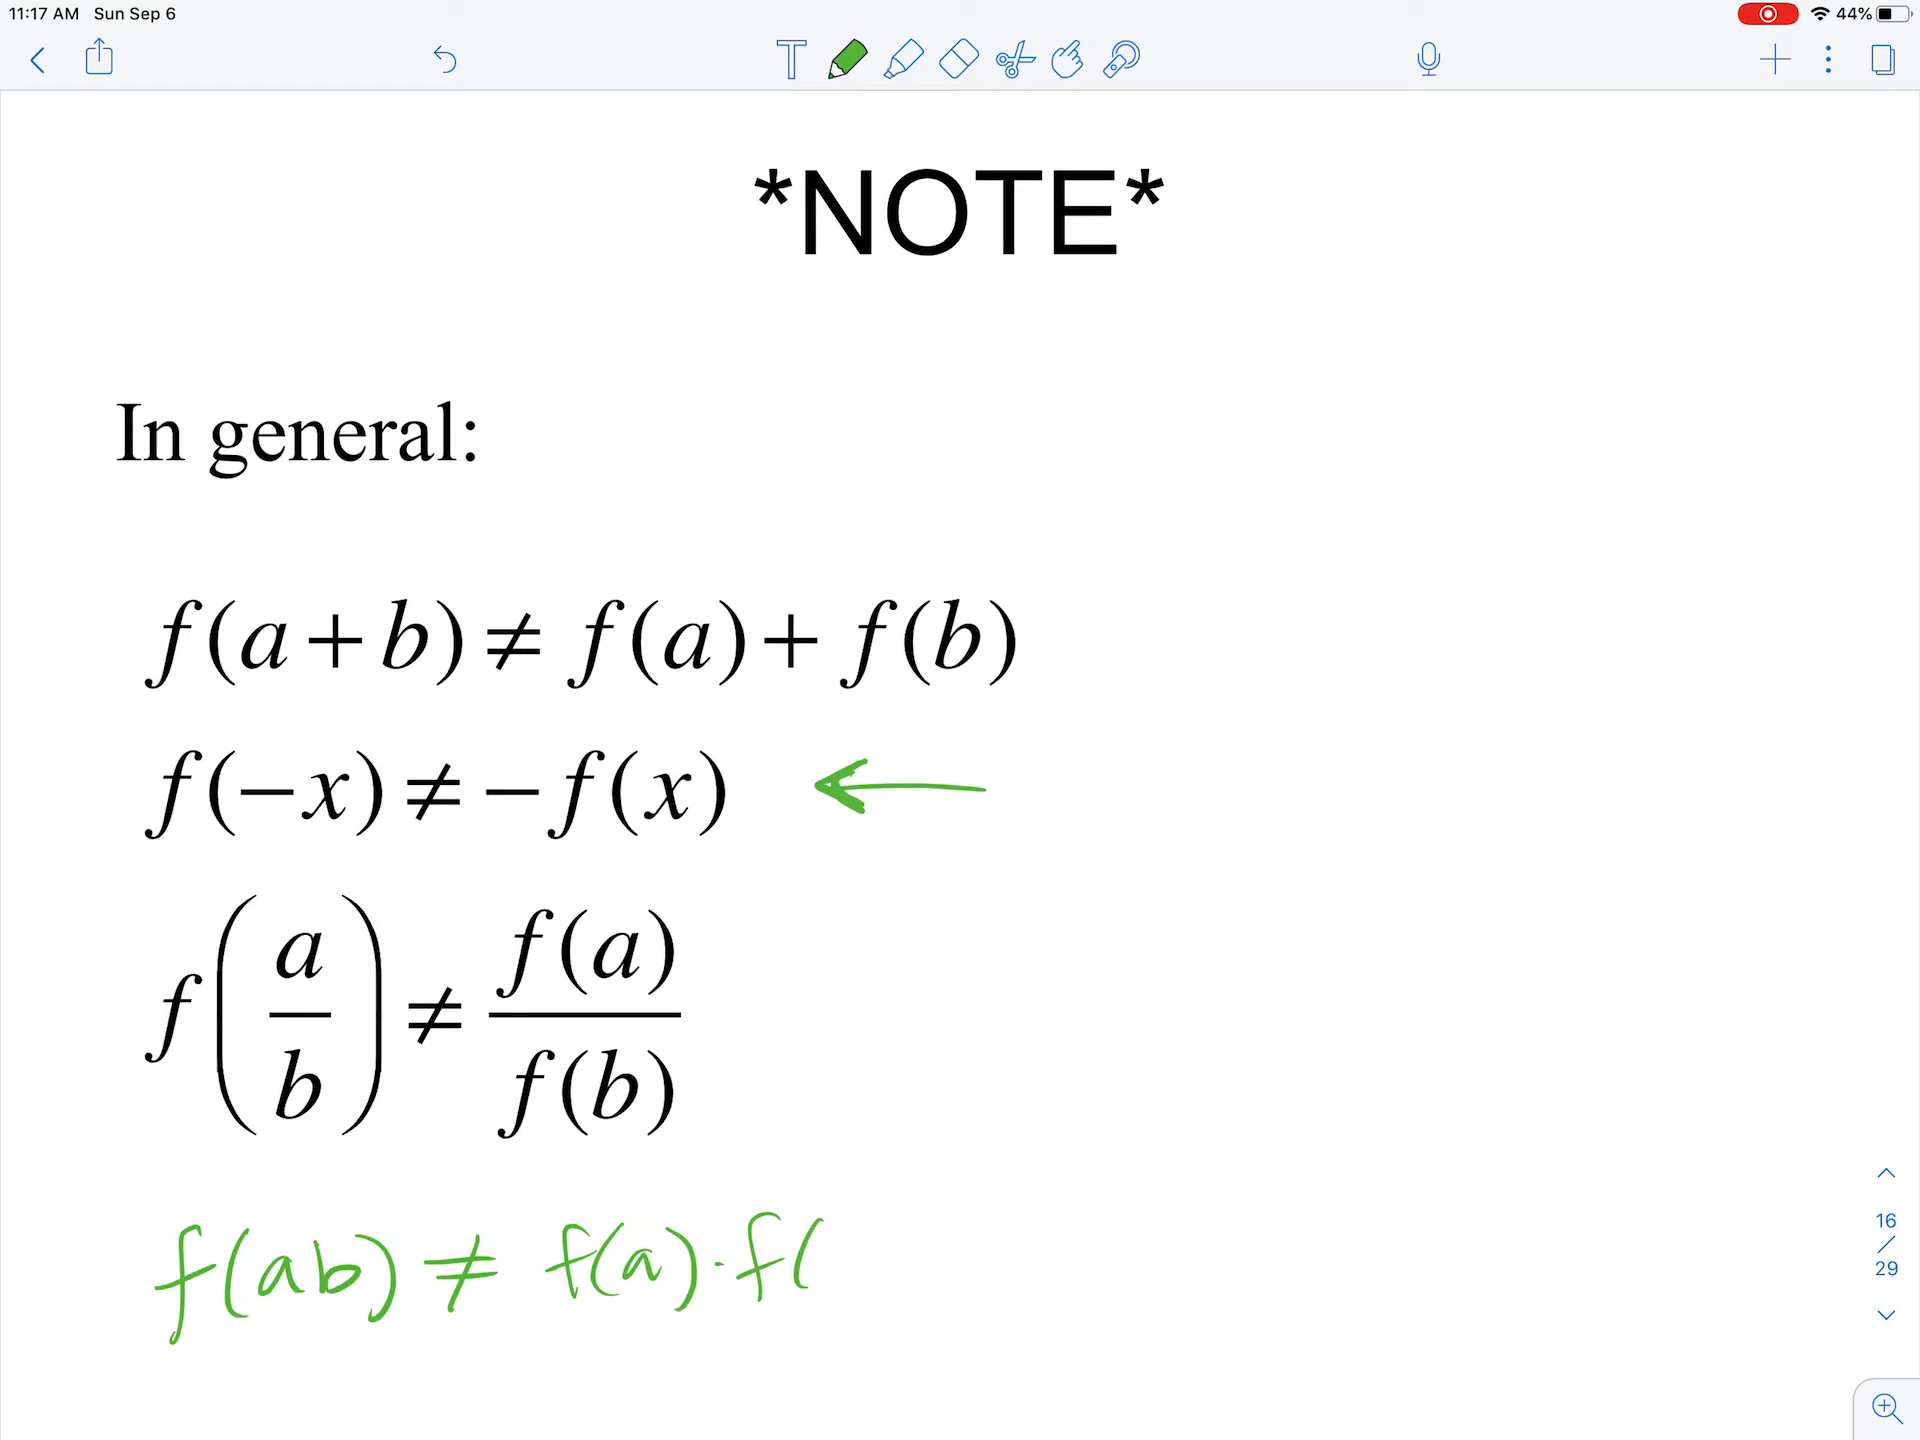 11:17 AM Sun Sep 6 44%
*NOTE*
In general:
f(a+b)≠f(a)+f(b)
f(−x)≠−f(x)
f(a/b)≠f(a)/f(b)
f(ab) ≠ f(a)·f(
16
/
29